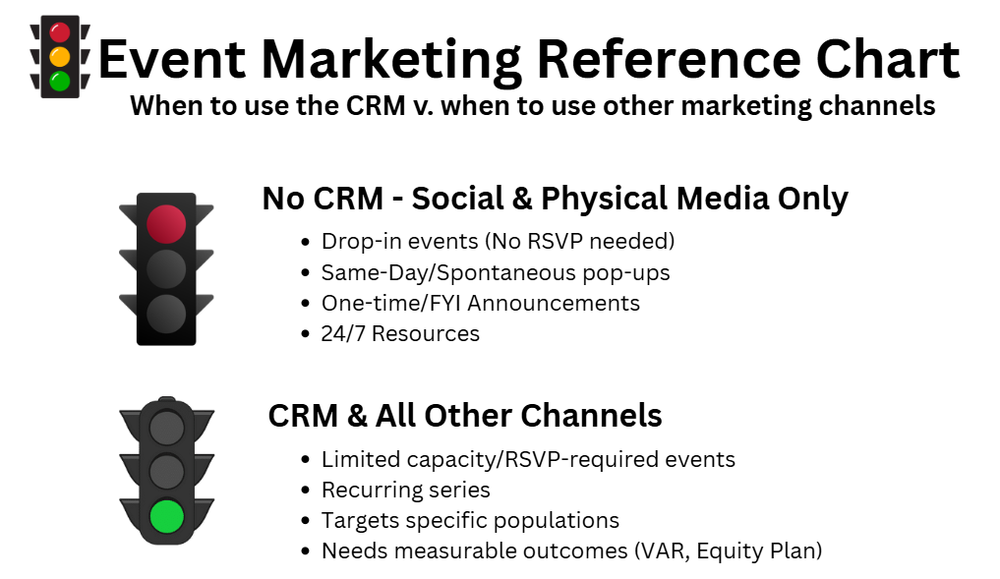 Event Marketing Reference Chart
When to use the CRM v. when to use other marketing channels
No CRM - Social & Physical Media Only
• Drop-in events (No RSVP needed)
• Same-Day/Spontaneous pop-ups
• One-time/FYI Announcements
• 24/7 Resources
CRM & All Other Channels
• Limited capacity/RSVP-required events
• Recurring series
• Targets specific populations
• Needs measurable outcomes (VAR, Equity Plan)